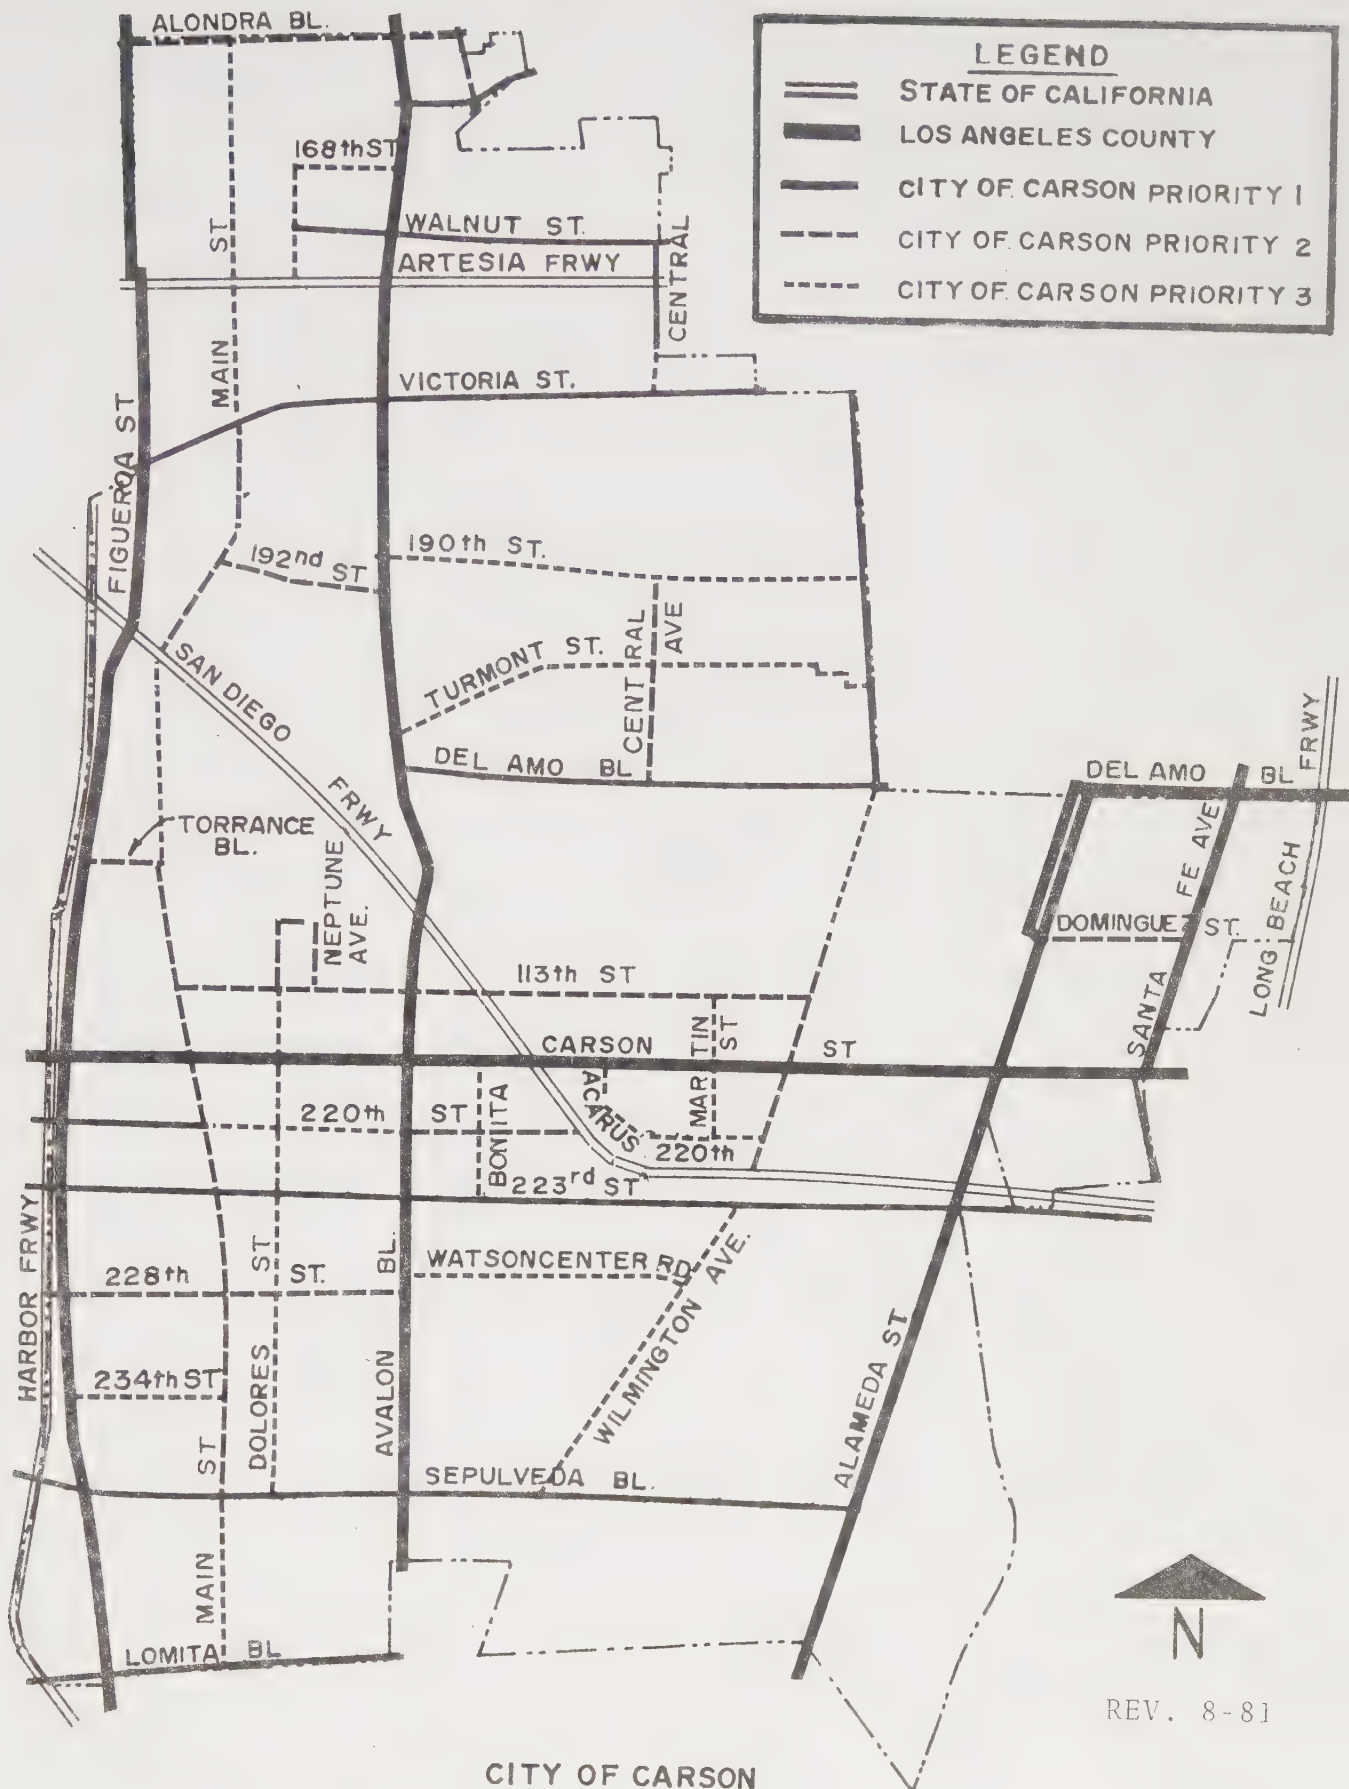 ALONDRA BL.
LEGEND
STATE OF CALIFORNIA
LOS ANGELES COUNTY
CITY OF CARSON PRIORITY 1
CITY OF CARSON PRIORITY 2
CITY OF CARSON PRIORITY 3
168th ST
MAIN ST
WALNUT ST.
ARTESIA FRWY
CENTRAL
VICTORIA ST.
FIGUEROA ST
192nd ST
190th ST.
SAN DIEGO FRWY
TURMONT ST.
CENTRAL AVE
DEL AMO BL
DEL AMO BL
LONG BEACH FRWY
TORRANCE
BL.
NEPTUNE
AVE.
SANTA FE AVE
DOMINGUEZ ST.
113th ST
CARSON ST
MARTIN ST
ACARUS
220th ST
BONITA
220th
223rd ST
HARBOR FRWY
228th ST.
DOLORES ST
AVALON BL.
WATSONCENTER RD
WILMINGTON AVE.
ALAMEDA ST
234th ST
MAIN ST
SEPULVEDA BL.
LOMITA BL
N
REV. 8-81
CITY OF CARSON